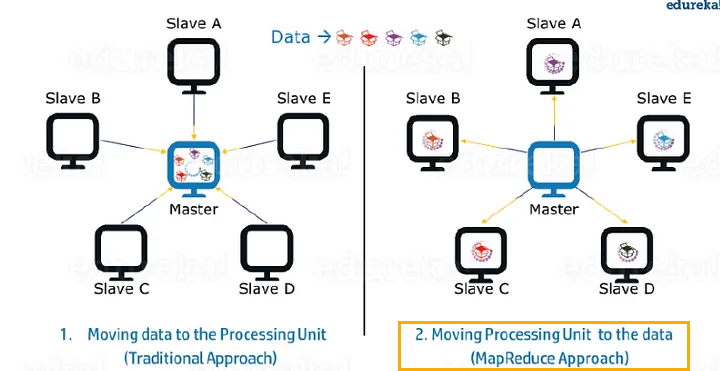 edureka!
Data →
Slave A
Slave B
Slave E
Master
Slave C
Slave D
1. Moving data to the Processing Unit
(Traditional Approach)
Slave A
Slave B
Slave E
Master
Slave C
Slave D
2. Moving Processing Unit to the data
(MapReduce Approach)